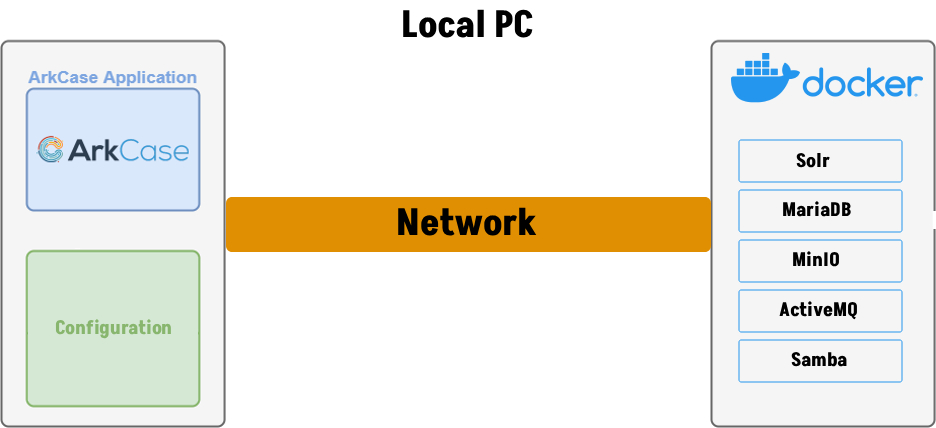 Local PC
ArkCase Application
ArkCase
Configuration
Network
docker
Solr
MariaDB
MinIO
ActiveMQ
Samba